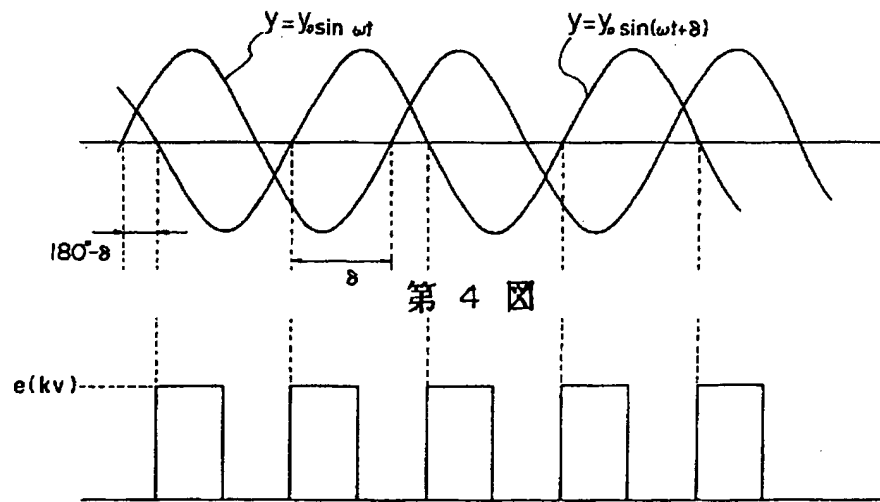 y=y₀sin ωt
y=y₀sin(ωt+δ)
180°-δ
δ
第4図
e(kv)